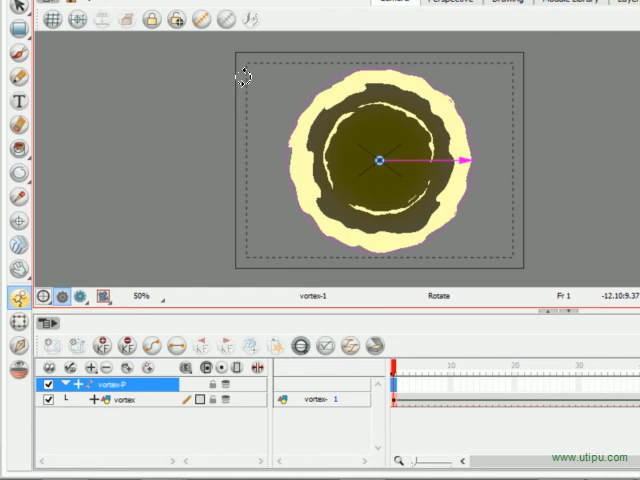 Camera Perspective Drawing Module Library
50% vortex-1 Rotate Fr 1 -12.10:9.37
vortex-P
vortex vortex- 1
10 20 30
www.utipu.com